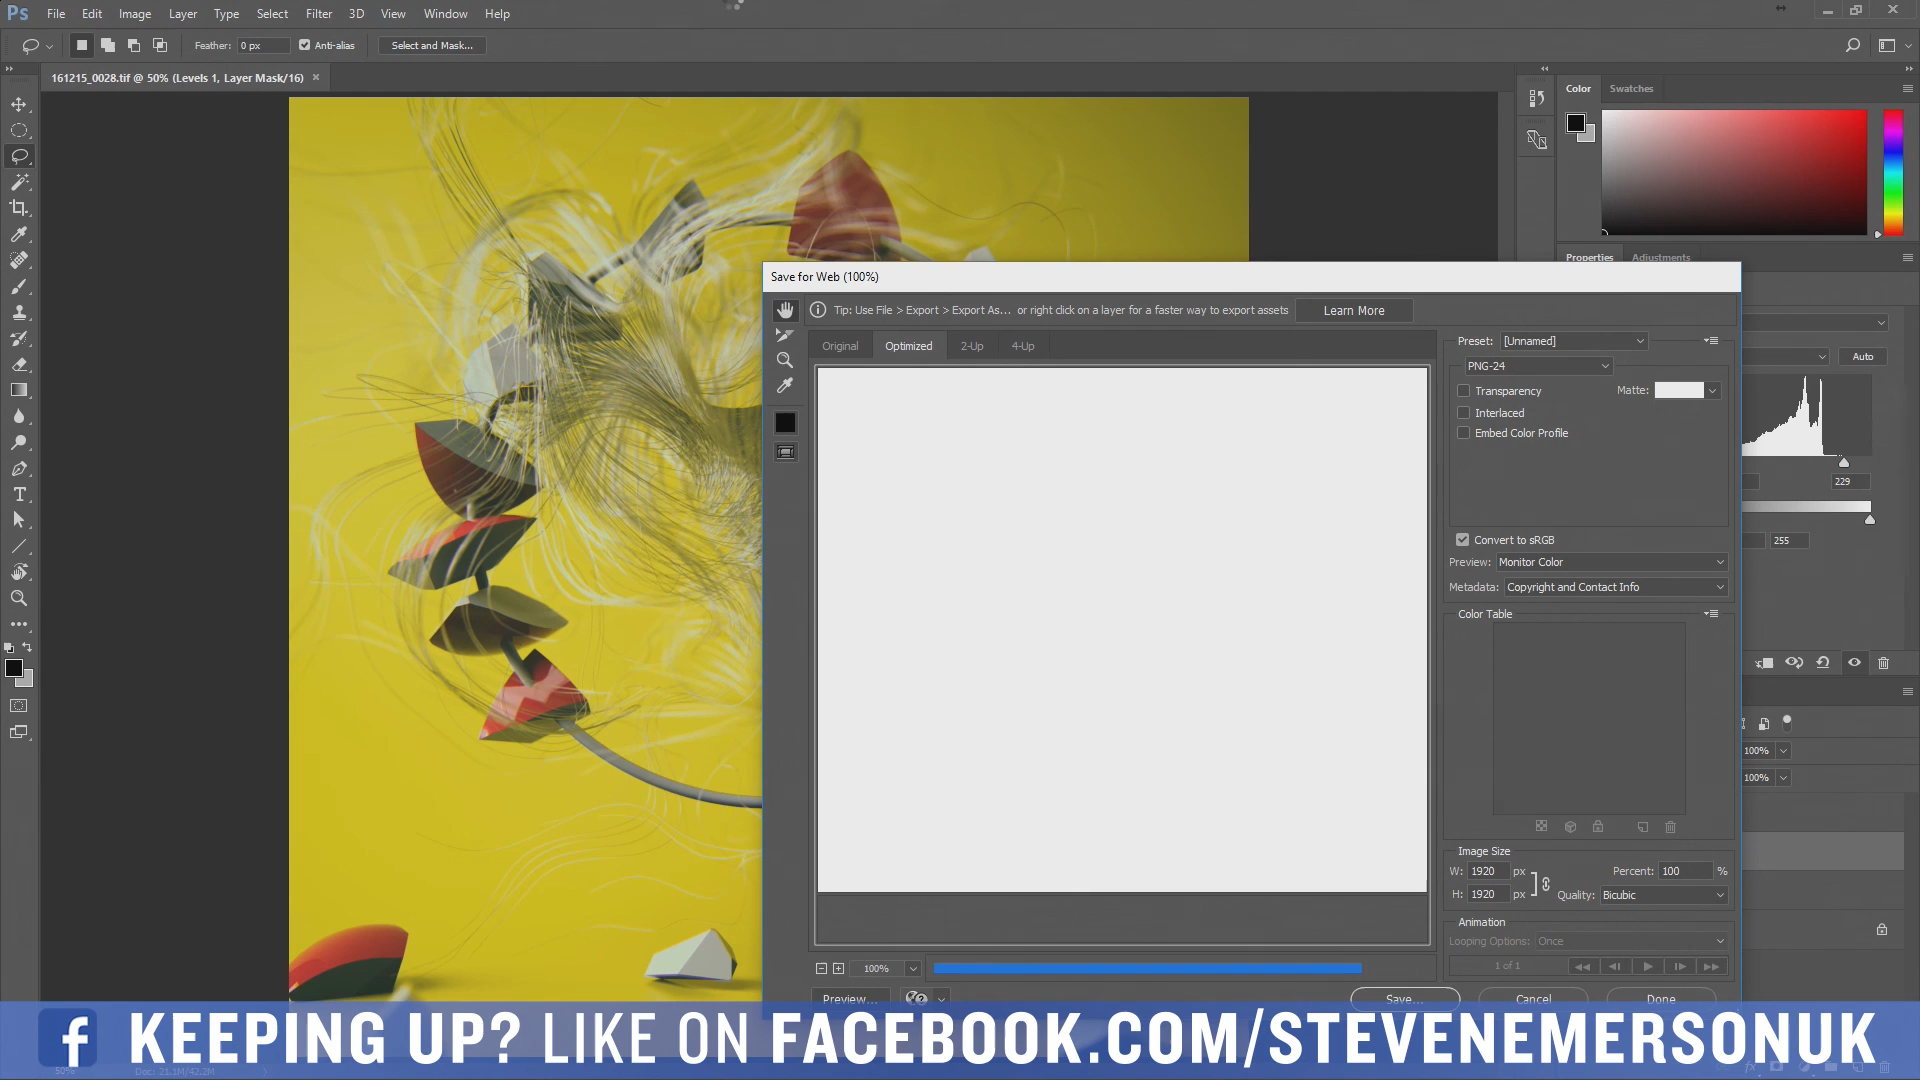 Ps File Edit Image Layer Type Select Filter 3D View Window Help
Feather: 0 px Anti-alias Select and Mask...
161215_0028.tif @ 50% (Levels 1, Layer Mask/16) ×
Color Swatches
Properties Adjustments
Save for Web (100%)
Tip: Use File > Export > Export As... or right click on a layer for a faster way to export assets Learn More
Original Optimized 2-Up 4-Up
Preset: [Unnamed]
PNG-24
Auto
Transparency Matte:
Interlaced
Embed Color Profile
229
Convert to sRGB
255
Preview: Monitor Color
Metadata: Copyright and Contact Info
Color Table
100%
100%
Image Size
W: 1920 px Percent: 100 %
H: 1920 px Quality: Bicubic
Animation
Looping Options: Once
1 of 1
100%
Preview... Save... Cancel Done
KEEPING UP? LIKE ON FACEBOOK.COM/STEVENEMERSONUK
50% Doc: 21.1M/42.2M